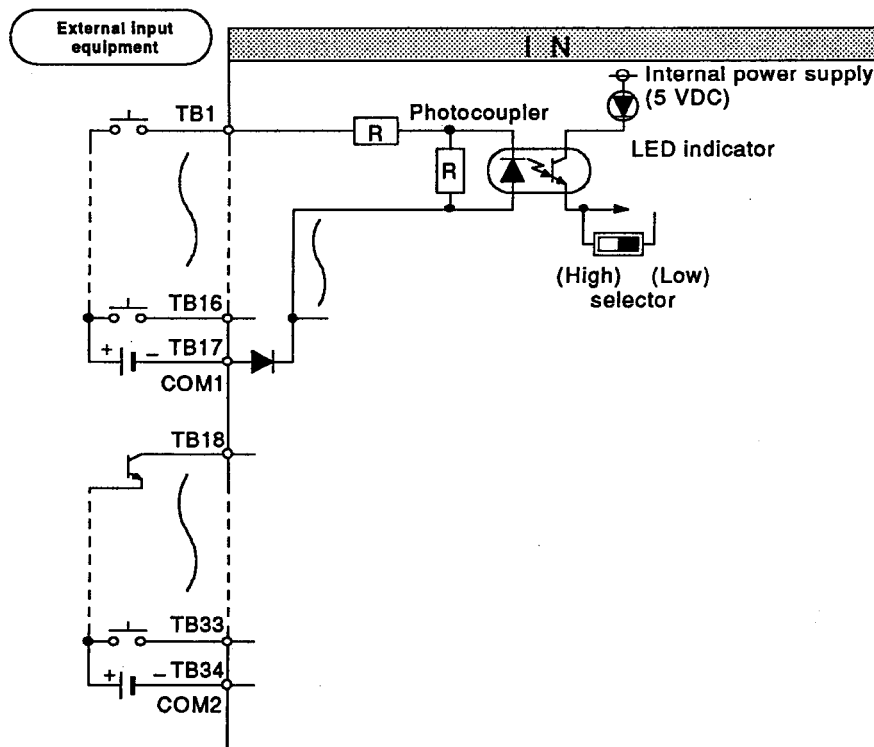 External input
equipment
I N
Internal power supply
(5 VDC)
TB1
Photocoupler
R
LED indicator
R
(High) (Low)
selector
TB16
+ − TB17
COM1
TB18
TB33
+ − TB34
COM2